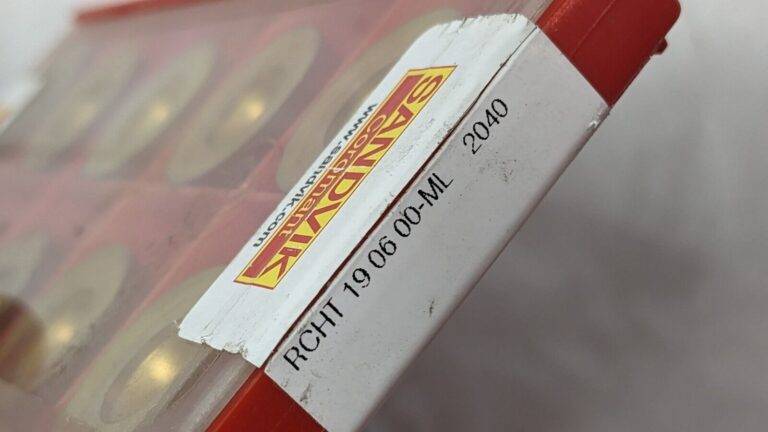 SANDVIK
Coromant
www.sandvik.com
RCHT 19 06 00-ML 2040